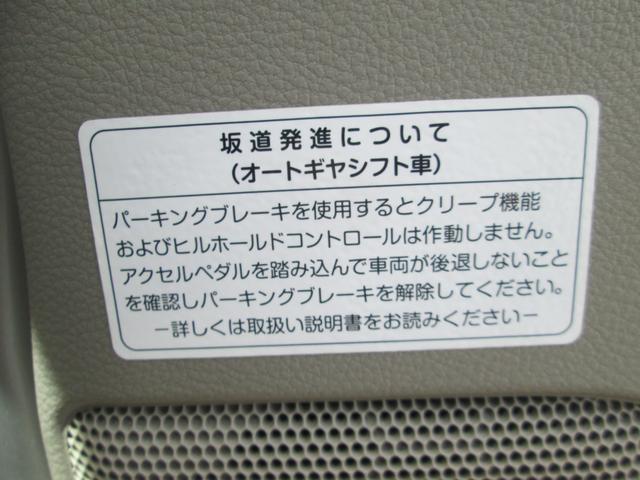 坂道発進について
(オートギヤシフト車)
パーキングブレーキを使用するとクリープ機能
およびヒルホールドコントロールは作動しません。
アクセルペダルを踏み込んで車両が後退しないこと
を確認しパーキングブレーキを解除してください。
−詳しくは取扱い説明書をお読みください−